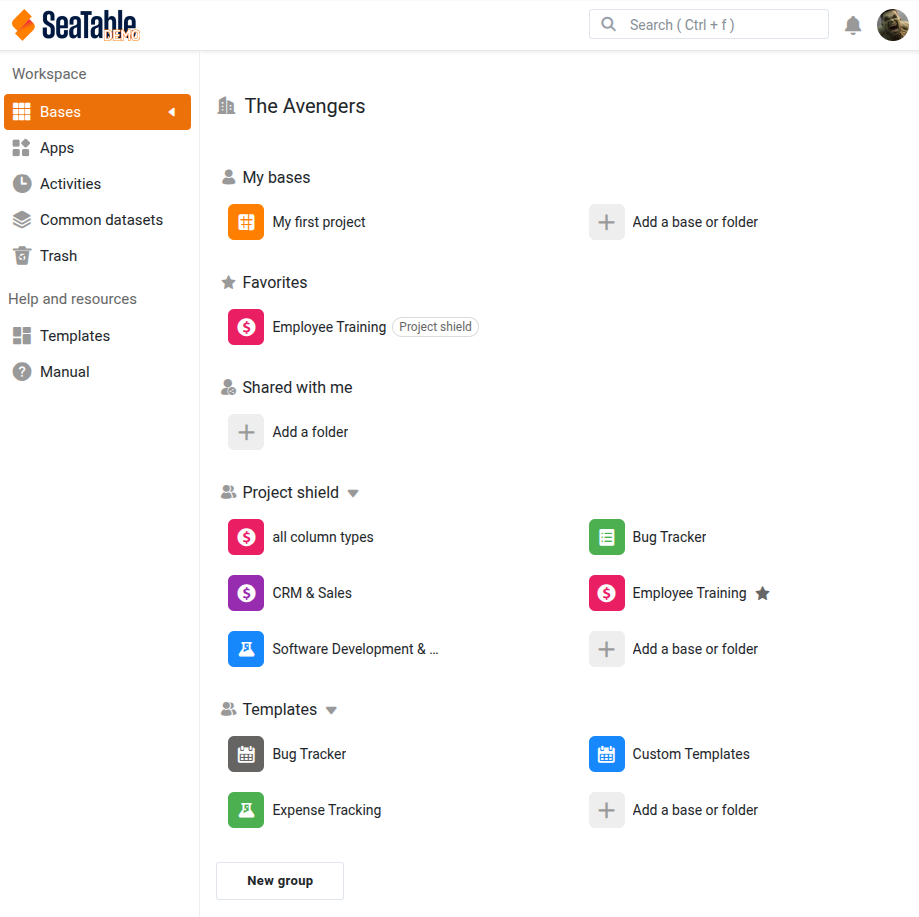 SeaTable
DEMO
Search ( Ctrl + f )
Workspace
Bases
Apps
Activities
Common datasets
Trash
Help and resources
Templates
Manual
The Avengers
My bases
My first project
Add a base or folder
Favorites
Employee Training Project shield
Shared with me
Add a folder
Project shield
all column types
Bug Tracker
CRM & Sales
Employee Training
Software Development & ...
Add a base or folder
Templates
Bug Tracker
Custom Templates
Expense Tracking
Add a base or folder
New group